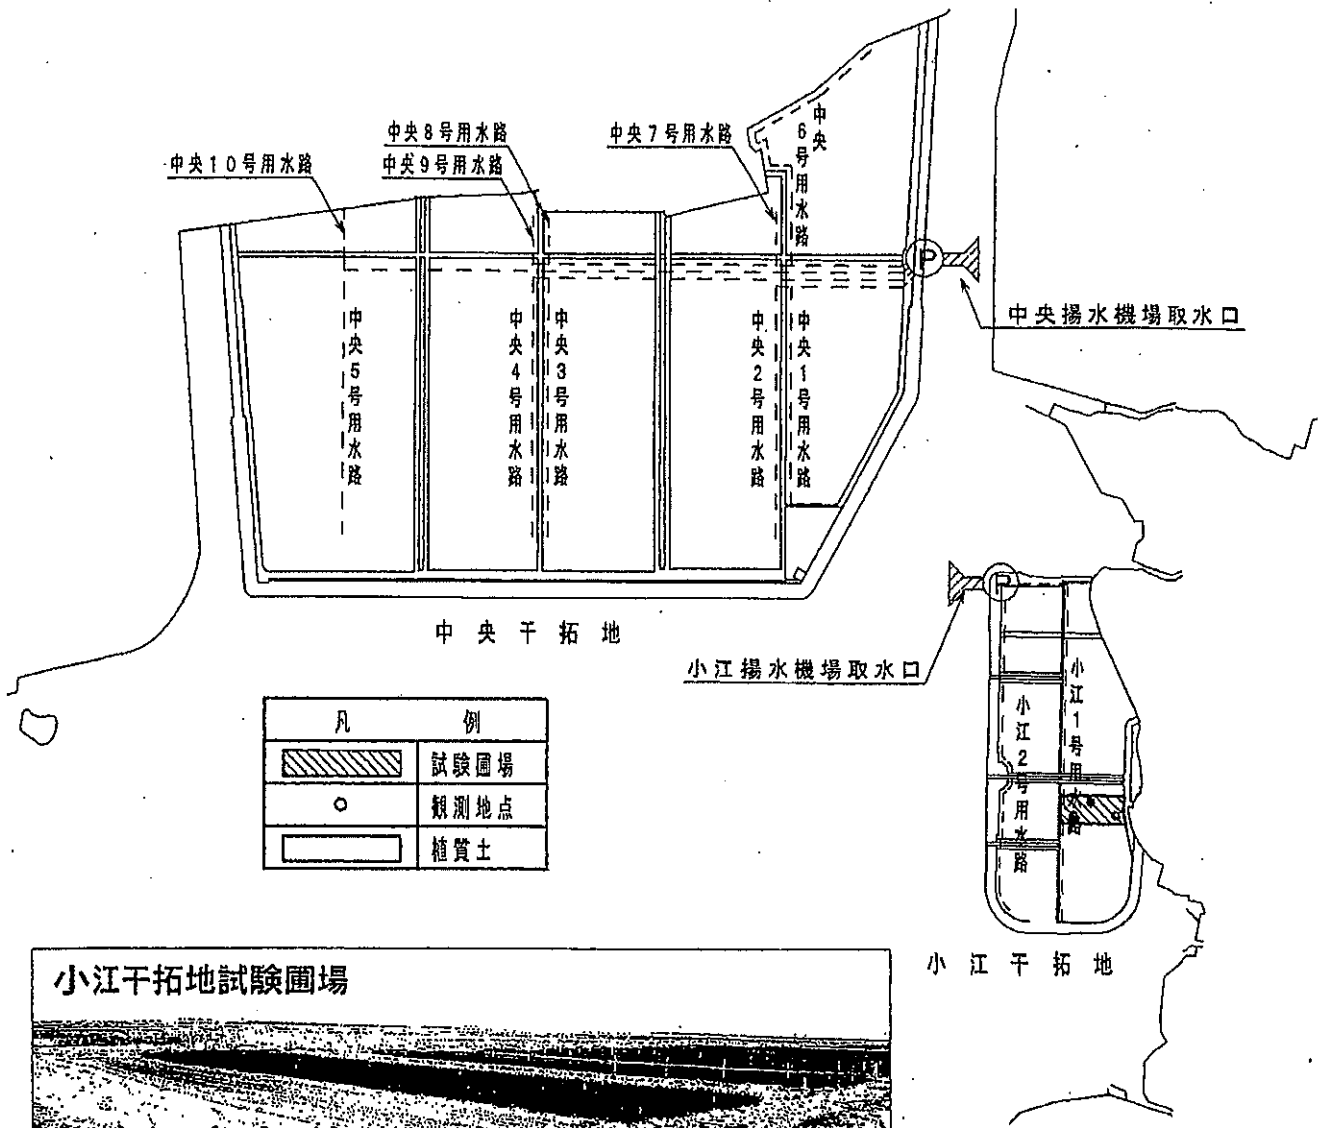 中央8号用水路
中央7号用水路
中央6号用水路
中央10号用水路
中央9号用水路
P
中央揚水機場取水口
中央5号用水路
中央4号用水路
中央3号用水路
中央2号用水路
中央1号用水路
中央干拓地
P
小江揚水機場取水口
小江1号用水路
小江2号用水路
凡例
試験圃場
観測地点
植質土
小江干拓地
小江干拓地試験圃場